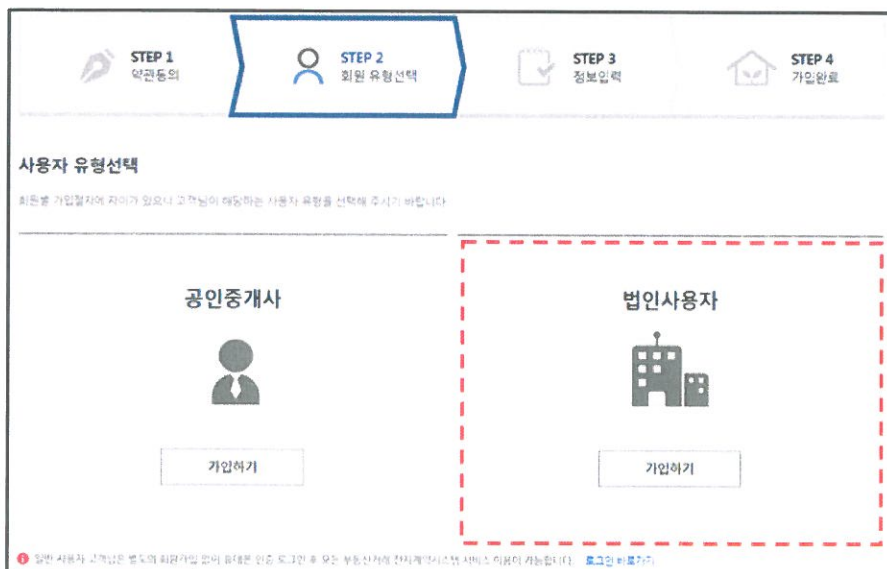 STEP 1
약관동의
STEP 2
회원 유형선택
STEP 3
정보입력
STEP 4
가입완료
사용자 유형선택
회원별 가입절차에 차이가 있으니 고객님이 해당하는 사용자 유형을 선택해 주시기 바랍니다
공인중개사
법인사용자
가입하기
가입하기
일반 사용자 고객님은 별도의 회원가입 없이 휴대폰 인증 로그인 후 모든 부동산거래 전자계약시스템 서비스 이용이 가능합니다. 로그인 바로가기